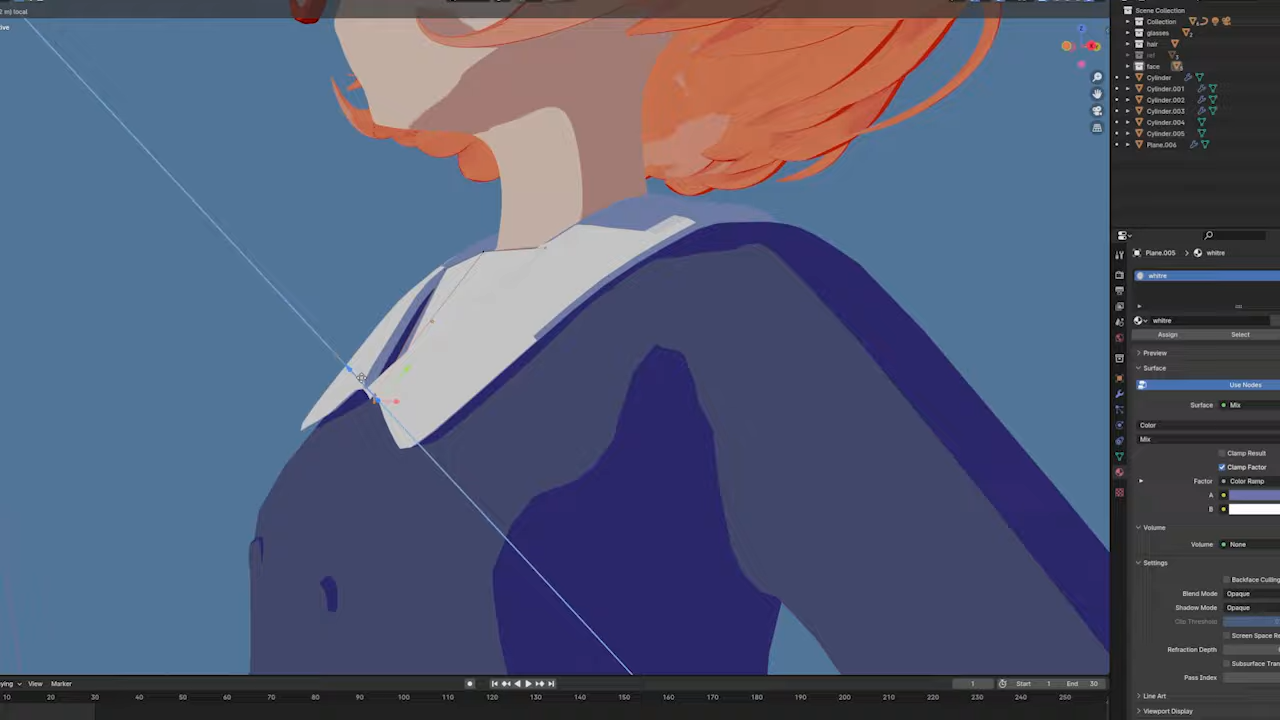 m) local
Scene Collection
Collection
glasses
hair
ref
face
Cylinder
Cylinder.001
Cylinder.002
Cylinder.003
Cylinder.004
Cylinder.005
Plane.006
Plane.005 > whitre
whitre
whitre
Assign Select
Preview
Surface
Use Nodes
Surface Mix
Color
Mix
Clamp Result
Clamp Factor
Factor Color Ramp
A
B
Volume
Volume None
Settings
Backface Culling
Blend Mode Opaque
Shadow Mode Opaque
Clip Threshold
Screen Space Re
Refraction Depth
Subsurface Tran
Pass Index
Line Art
Viewport Display
ying View Marker
1 Start 1 End 30
10 20 30 40 50 60 70 80 90 100 110 120 130 140 150 160 170 180 190 200 210 220 230 240 250